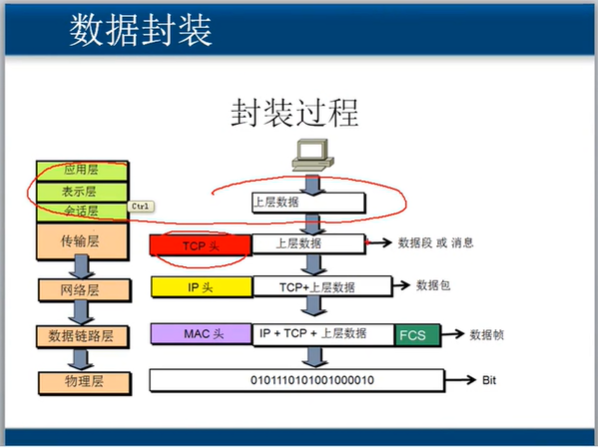 数据封装
封装过程
应用层
表示层
会话层
Ctrl
上层数据
传输层
TCP 头
上层数据
数据段 或 消息
网络层
IP 头
TCP+上层数据
数据包
数据链路层
MAC 头
IP + TCP + 上层数据
FCS
数据帧
物理层
0101110101001000010
Bit